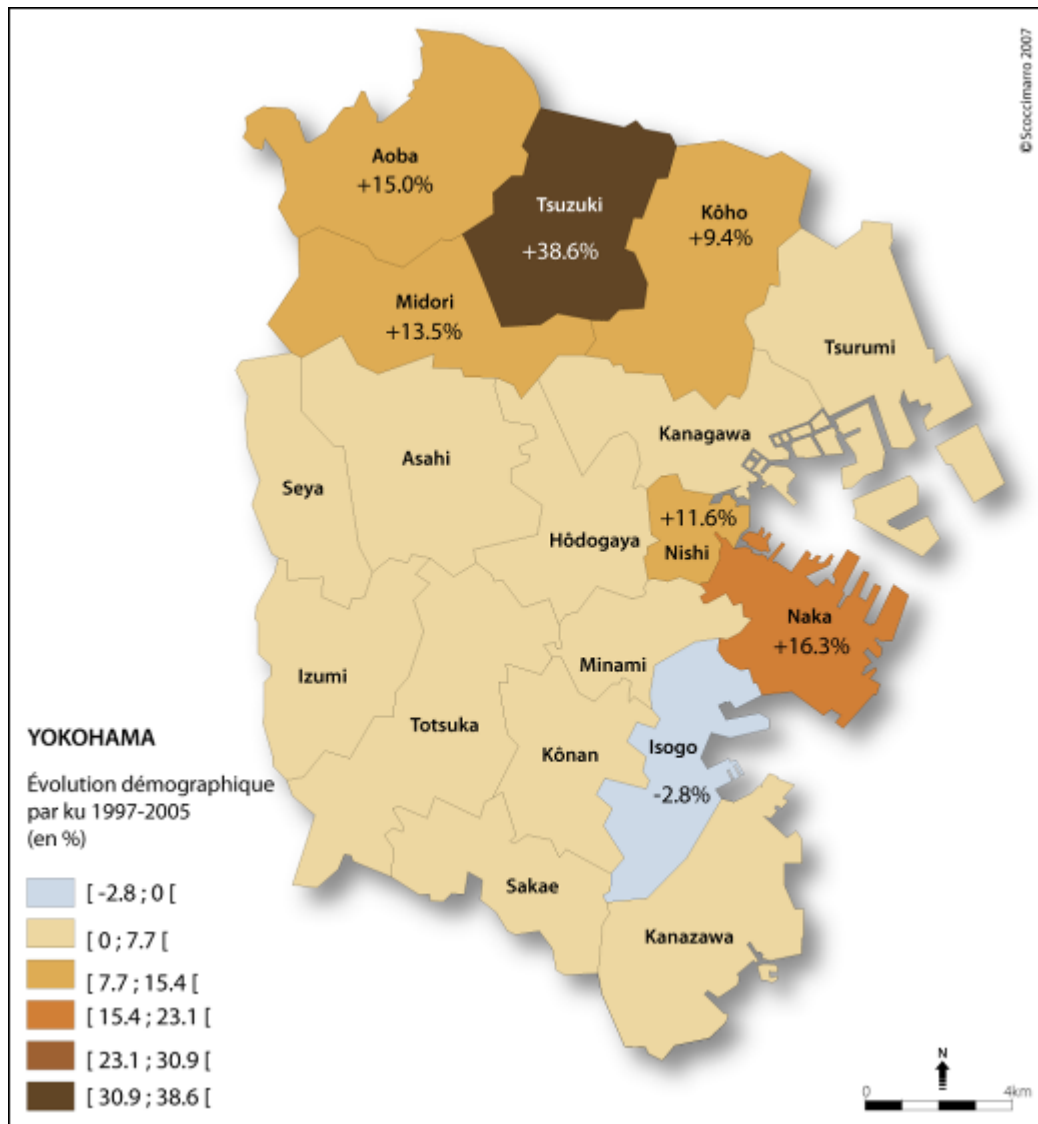 ©Scoccimarro 2007
Aoba
+15.0%
Tsuzuki
+38.6%
Kôho
+9.4%
Midori
+13.5%
Tsurumi
Kanagawa
Asahi
Seya
Hôdogaya
+11.6%
Nishi
Naka
+16.3%
Minami
Izumi
Totsuka
Kônan
Isogo
-2.8%
Sakae
Kanazawa
YOKOHAMA
Évolution démographique
par ku 1997-2005
(en %)
[ -2.8 ; 0 [
[ 0 ; 7.7 [
[ 7.7 ; 15.4 [
[ 15.4 ; 23.1 [
[ 23.1 ; 30.9 [
[ 30.9 ; 38.6 [
N
0 4km